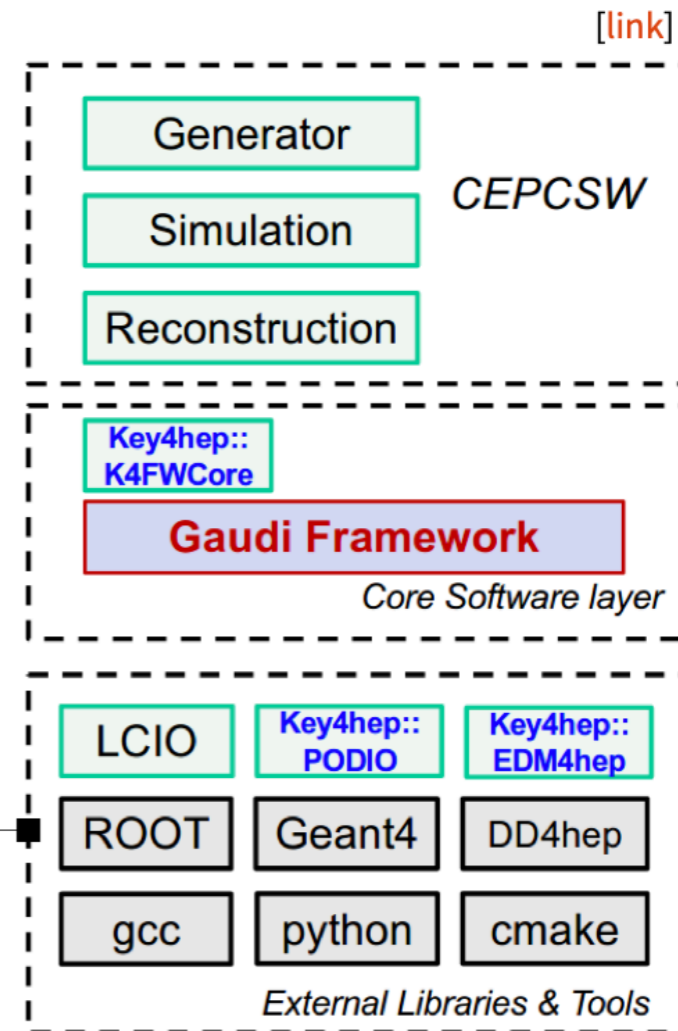 [link]
Generator
CEPCSW
Simulation
Reconstruction
Key4hep::
K4FWCore
Gaudi Framework
Core Software layer
LCIO
Key4hep::
PODIO
Key4hep::
EDM4hep
ROOT
Geant4
DD4hep
gcc
python
cmake
External Libraries & Tools